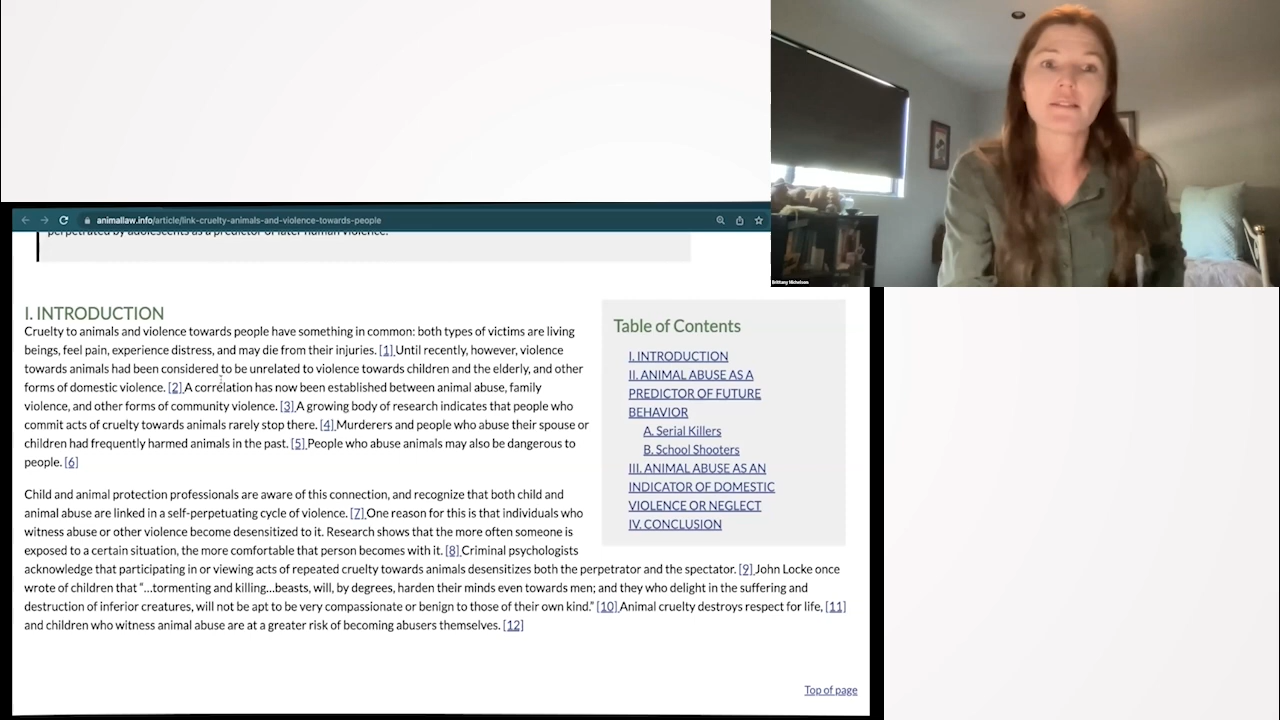 animallaw.info/article/link-cruelty-animals-and-violence-towards-people
perpetrated by adolescents as a predictor of later human violence.
Brittany Michelson
I. INTRODUCTION
Cruelty to animals and violence towards people have something in common: both types of victims are living
beings, feel pain, experience distress, and may die from their injuries. [1] Until recently, however, violence
towards animals had been considered to be unrelated to violence towards children and the elderly, and other
forms of domestic violence. [2] A correlation has now been established between animal abuse, family
violence, and other forms of community violence. [3] A growing body of research indicates that people who
commit acts of cruelty towards animals rarely stop there. [4] Murderers and people who abuse their spouse or
children had frequently harmed animals in the past. [5] People who abuse animals may also be dangerous to
people. [6]
Child and animal protection professionals are aware of this connection, and recognize that both child and
animal abuse are linked in a self-perpetuating cycle of violence. [7] One reason for this is that individuals who
witness abuse or other violence become desensitized to it. Research shows that the more often someone is
exposed to a certain situation, the more comfortable that person becomes with it. [8] Criminal psychologists
acknowledge that participating in or viewing acts of repeated cruelty towards animals desensitizes both the perpetrator and the spectator. [9] John Locke once
wrote of children that “...tormenting and killing...beasts, will, by degrees, harden their minds even towards men; and they who delight in the suffering and
destruction of inferior creatures, will not be apt to be very compassionate or benign to those of their own kind.” [10] Animal cruelty destroys respect for life, [11]
and children who witness animal abuse are at a greater risk of becoming abusers themselves. [12]
Table of Contents
I. INTRODUCTION
II. ANIMAL ABUSE AS A
PREDICTOR OF FUTURE
BEHAVIOR
A. Serial Killers
B. School Shooters
III. ANIMAL ABUSE AS AN
INDICATOR OF DOMESTIC
VIOLENCE OR NEGLECT
IV. CONCLUSION
Top of page